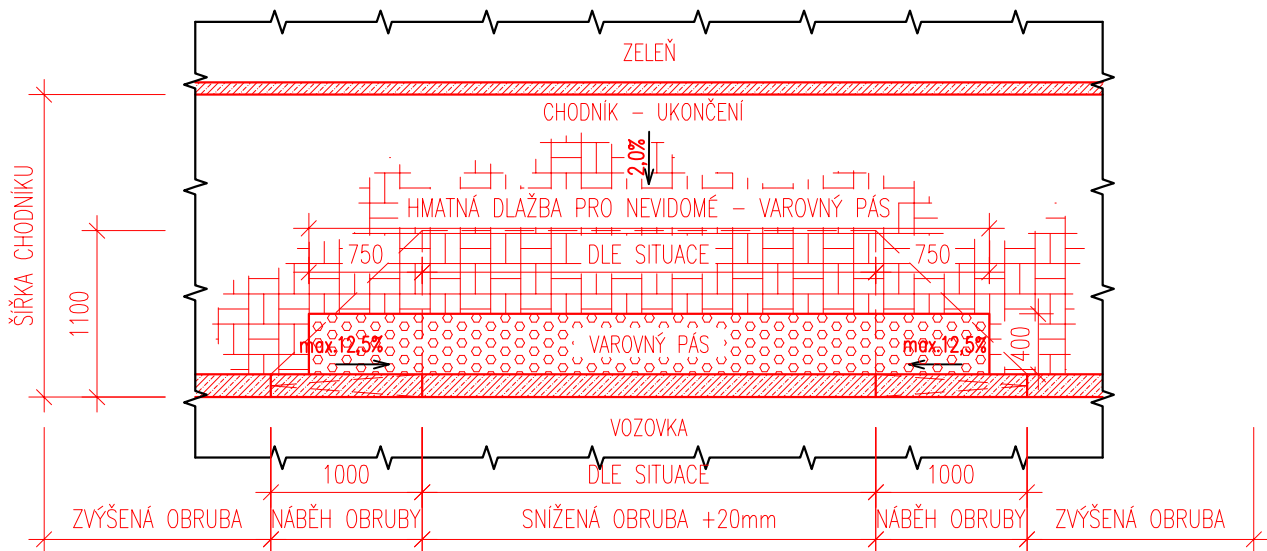 ZELEŇ
CHODNÍK – UKONČENÍ
2,0%
HMATNÁ DLAŽBA PRO NEVIDOMÉ – VAROVNÝ PÁS
750
DLE SITUACE
750
ŠÍŘKA CHODNÍKU
1100
max.12,5%
VAROVNÝ PÁS
max.12,5%
400
VOZOVKA
1000
DLE SITUACE
1000
ZVÝŠENÁ OBRUBA
NÁBĚH OBRUBY
SNÍŽENÁ OBRUBA +20mm
NÁBĚH OBRUBY
ZVÝŠENÁ OBRUBA